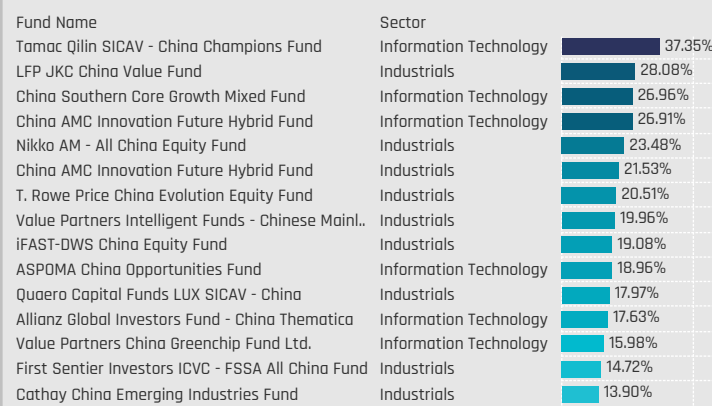 Fund Name Sector
Tamac Qilin SICAV - China Champions Fund Information Technology 37.35%
LFP JKC China Value Fund Industrials 28.08%
China Southern Core Growth Mixed Fund Information Technology 26.96%
China AMC Innovation Future Hybrid Fund Information Technology 26.91%
Nikko AM - All China Equity Fund Industrials 23.48%
China AMC Innovation Future Hybrid Fund Industrials 21.53%
T. Rowe Price China Evolution Equity Fund Industrials 20.51%
Value Partners Intelligent Funds - Chinese Mainl.. Industrials 19.96%
iFAST-DWS China Equity Fund Industrials 19.08%
ASPOMA China Opportunities Fund Information Technology 18.96%
Quaero Capital Funds LUX SICAV - China Industrials 17.97%
Allianz Global Investors Fund - China Thematica Information Technology 17.63%
Value Partners China Greenchip Fund Ltd. Information Technology 15.98%
First Sentier Investors ICVC - FSSA All China Fund Industrials 14.72%
Cathay China Emerging Industries Fund Industrials 13.90%